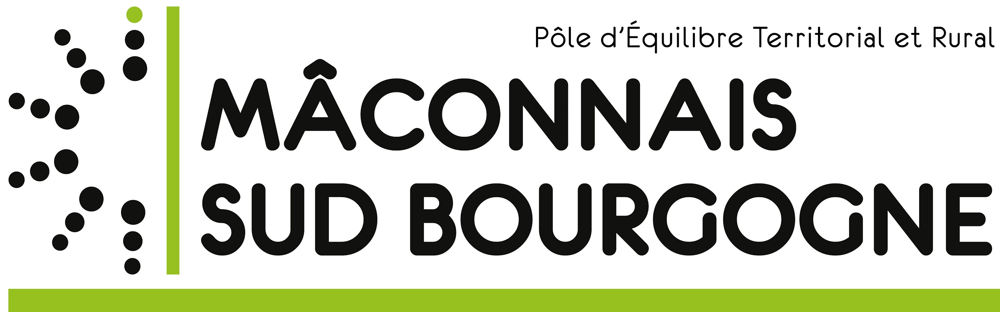 Pôle d'Équilibre Territorial et Rural
MÂCONNAIS
SUD BOURGOGNE